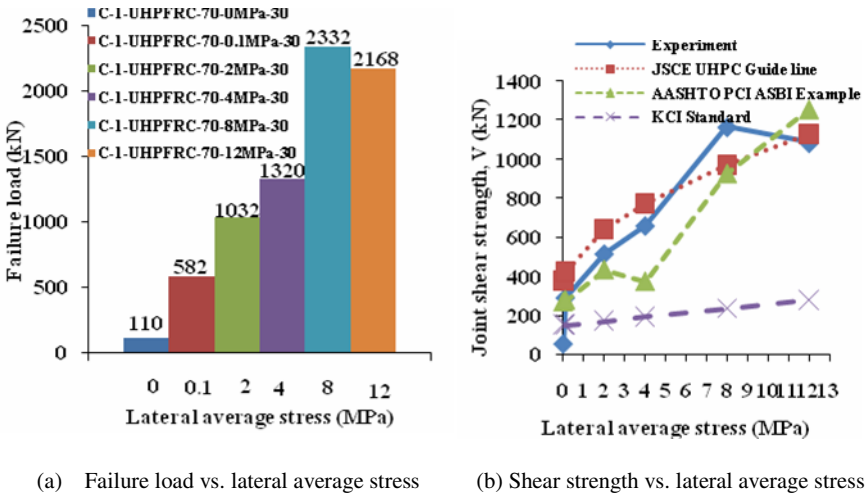 C-1-UHPFRC-70-0MPa-30
C-1-UHPFRC-70-0.1MPa-30
C-1-UHPFRC-70-2MPa-30
C-1-UHPFRC-70-4MPa-30
C-1-UHPFRC-70-8MPa-30
C-1-UHPFRC-70-12MPa-30
Failure load (kN)
2500
2000
1500
1000
500
0
110
582
1032
1320
2332
2168
0 0.1 2 4 8 12
Lateral average stress (MPa)
(a) Failure load vs. lateral average stress
Experiment
JSCE UHPC Guide line
AASHTO PCI ASBI Example
KCI Standard
Joint shear strength, V (kN)
1400
1200
1000
800
600
400
200
0
0 1 2 3 4 5 6 7 8 9 10 11 12 13
Lateral average stress (MPa)
(b) Shear strength vs. lateral average stress